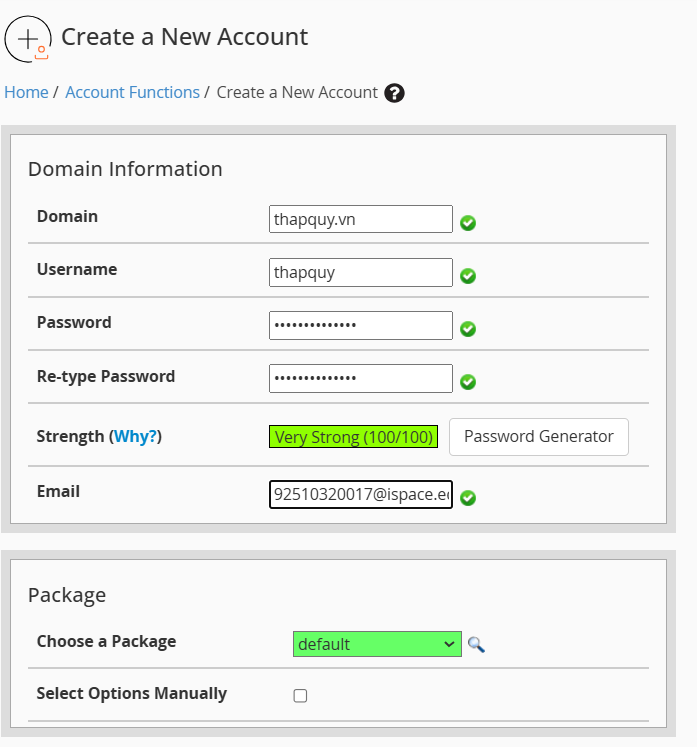 Create a New Account
Home / Account Functions / Create a New Account ?
Domain Information
Domain thapquy.vn
Username thapquy
Password ••••••••••••••
Re-type Password ••••••••••••••
Strength (Why?) Very Strong (100/100) Password Generator
Email 92510320017@ispace.e
Package
Choose a Package default
Select Options Manually